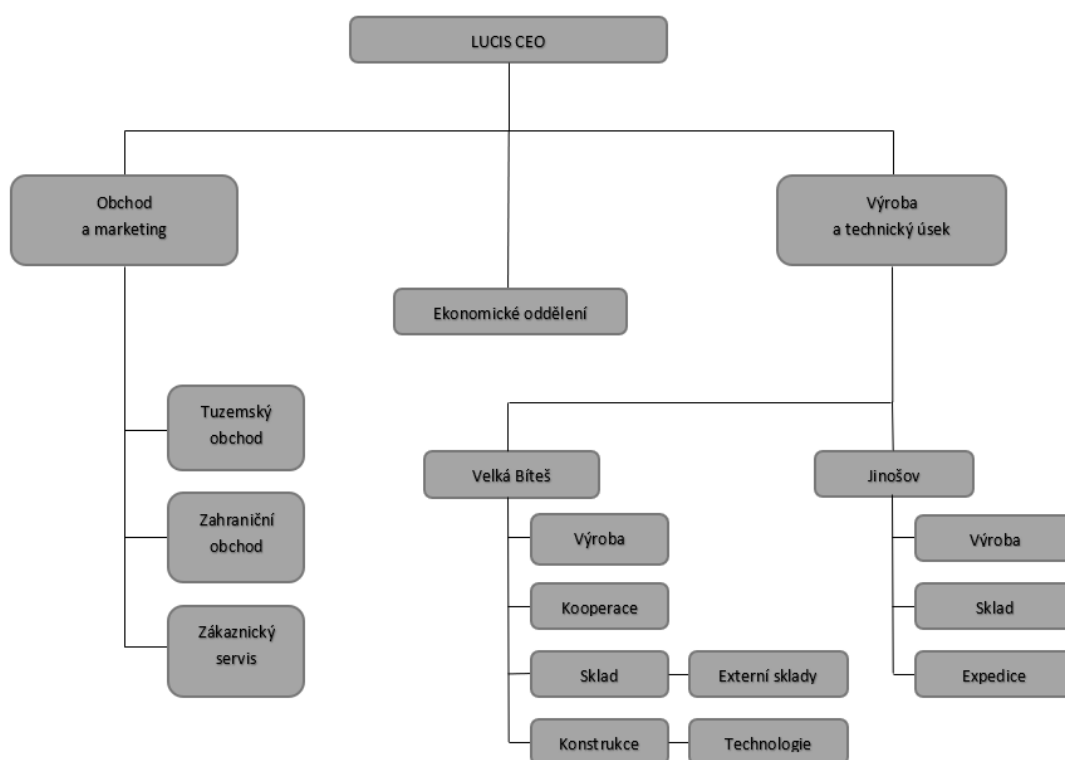 LUCIS CEO
Obchod
a marketing
Výroba
a technický úsek
Ekonomické oddělení
Tuzemský
obchod
Zahraniční
obchod
Zákaznický
servis
Velká Bíteš
Výroba
Kooperace
Sklad
Externí sklady
Konstrukce
Technologie
Jinošov
Výroba
Sklad
Expedice